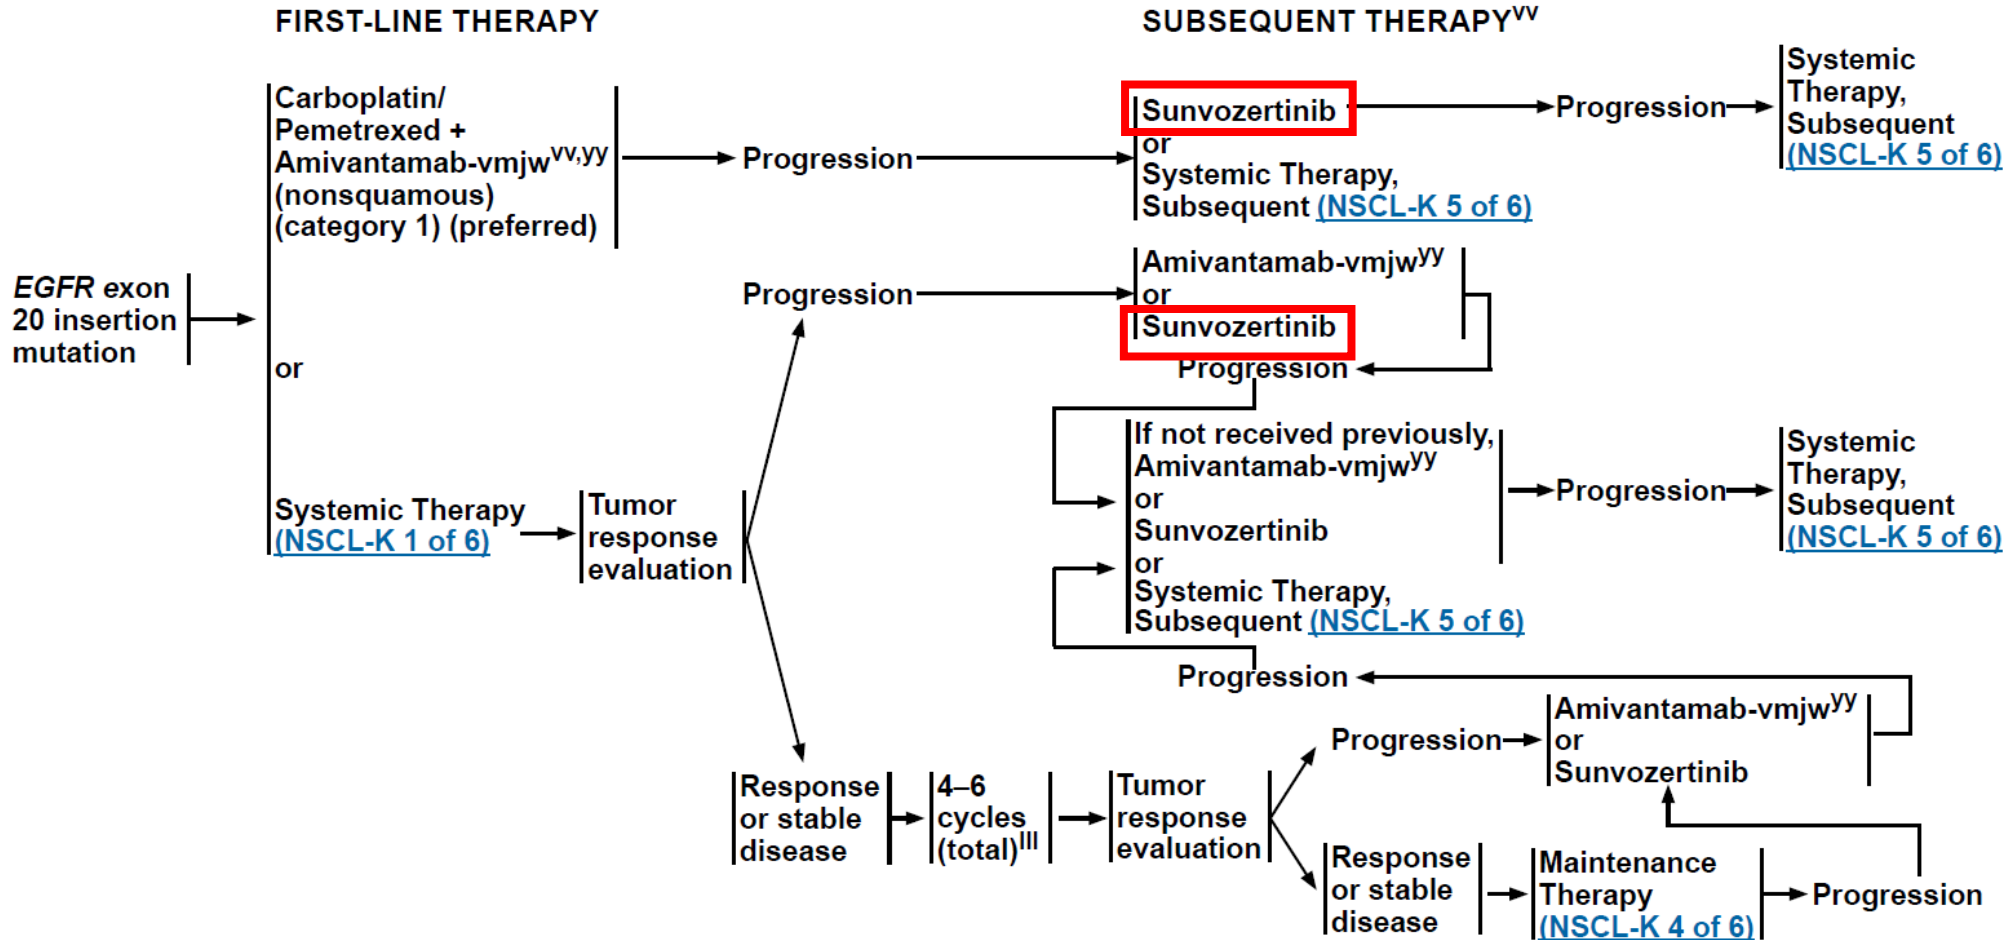 FIRST-LINE THERAPY
SUBSEQUENT THERAPYvv
EGFR exon
20 insertion
mutation
Carboplatin/
Pemetrexed +
Amivantamab-vmjwvv,yy
(nonsquamous)
(category 1) (preferred)
or
Systemic Therapy
(NSCL-K 1 of 6)
Progression
Sunvozertinib
or
Systemic Therapy,
Subsequent (NSCL-K 5 of 6)
Progression
Systemic
Therapy,
Subsequent
(NSCL-K 5 of 6)
Tumor
response
evaluation
Progression
Amivantamab-vmjwyy
or
Sunvozertinib
Progression
If not received previously,
Amivantamab-vmjwyy
or
Sunvozertinib
or
Systemic Therapy,
Subsequent (NSCL-K 5 of 6)
Progression
Systemic
Therapy,
Subsequent
(NSCL-K 5 of 6)
Progression
Response
or stable
disease
4–6
cycles
(total)lll
Tumor
response
evaluation
Progression
Amivantamab-vmjwyy
or
Sunvozertinib
Response
or stable
disease
Maintenance
Therapy
(NSCL-K 4 of 6)
Progression